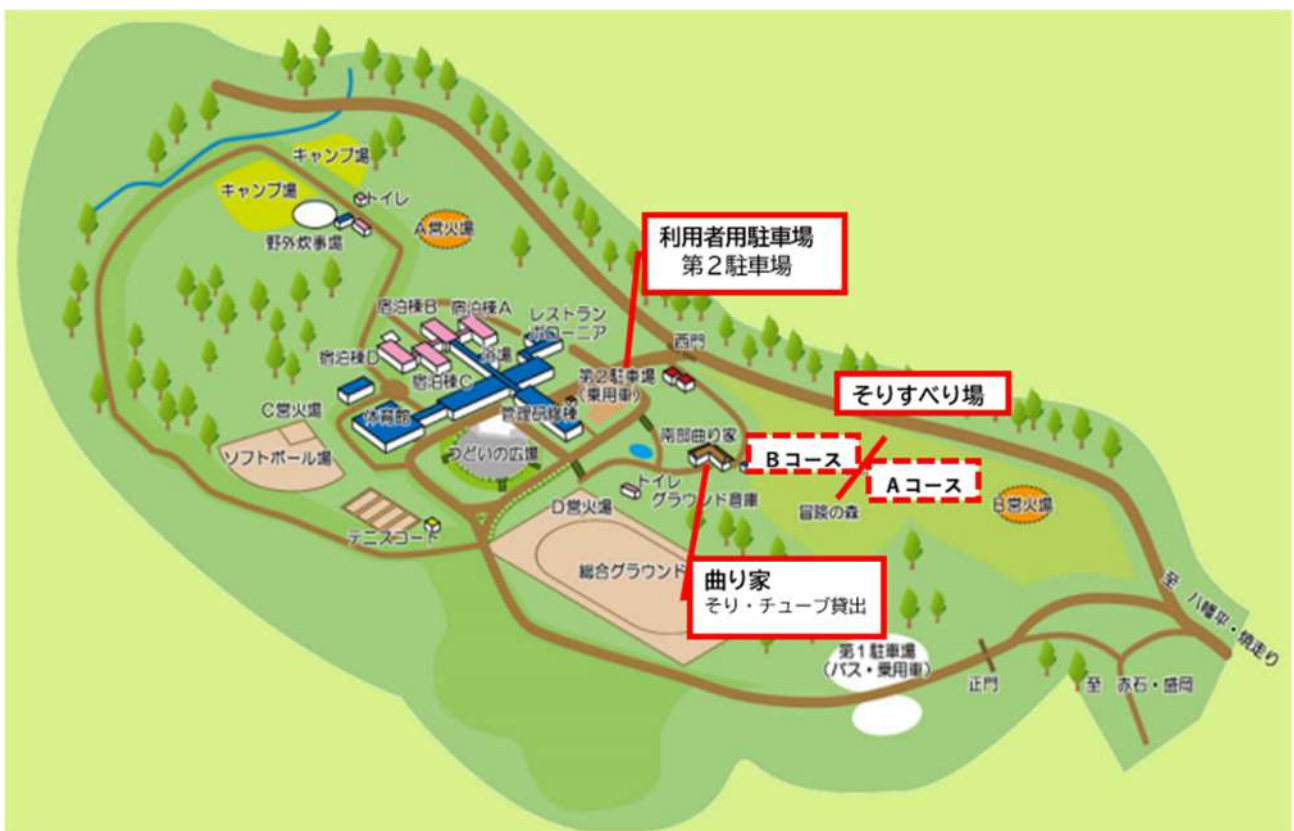 キャンプ場
キャンプ場
トイレ
野外炊事場
A営火場
利用者用駐車場
第2駐車場
宿泊棟B
宿泊棟A
レストラン
ポローニア
西門
宿泊棟D
浴場
宿泊棟C
第2駐車場
(乗用車)
そりすべり場
C営火場
体育館
管理研修棟
南部曲り家
Bコース
ソフトボール場
つどいの広場
Aコース
トイレ
グラウンド倉庫
D営火場
冒険の森
B営火場
テニスコート
総合グラウンド
曲り家
そり・チューブ貸出
至 八幡平・焼走り
第1駐車場
(バス・乗用車)
正門
至 赤石・盛岡